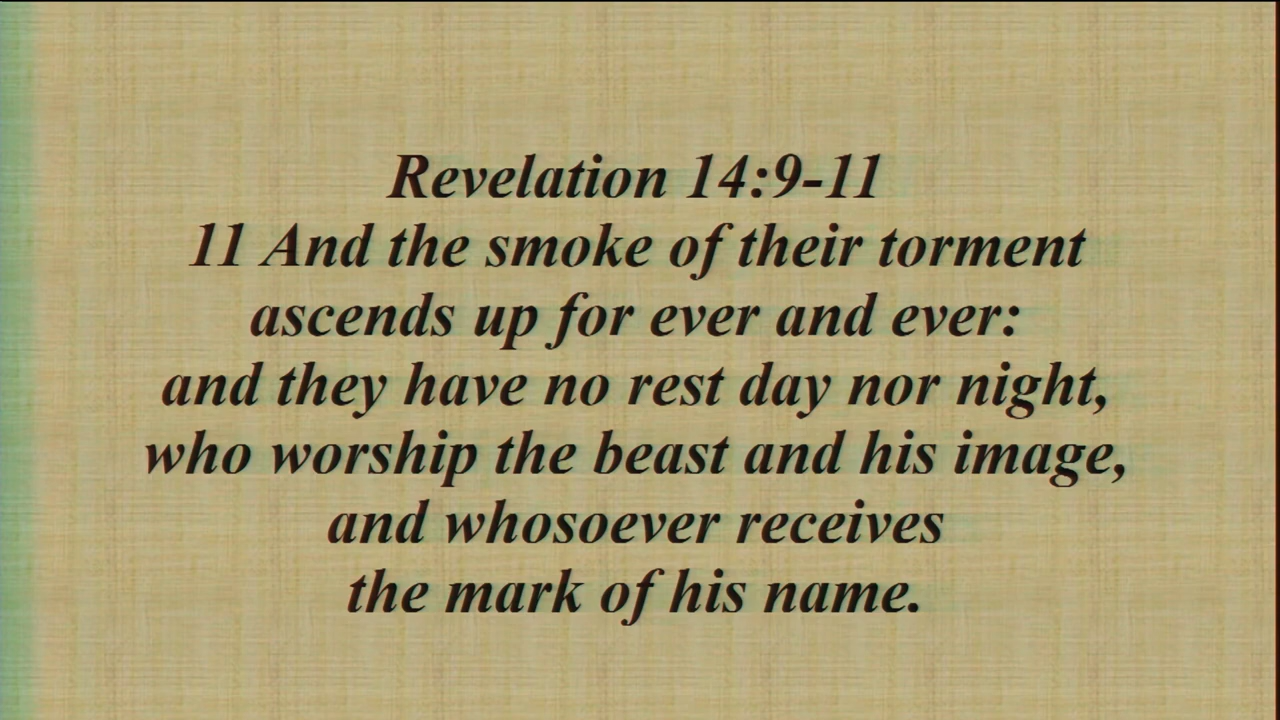 Revelation 14:9-11
11 And the smoke of their torment
ascends up for ever and ever:
and they have no rest day nor night,
who worship the beast and his image,
and whosoever receives
the mark of his name.